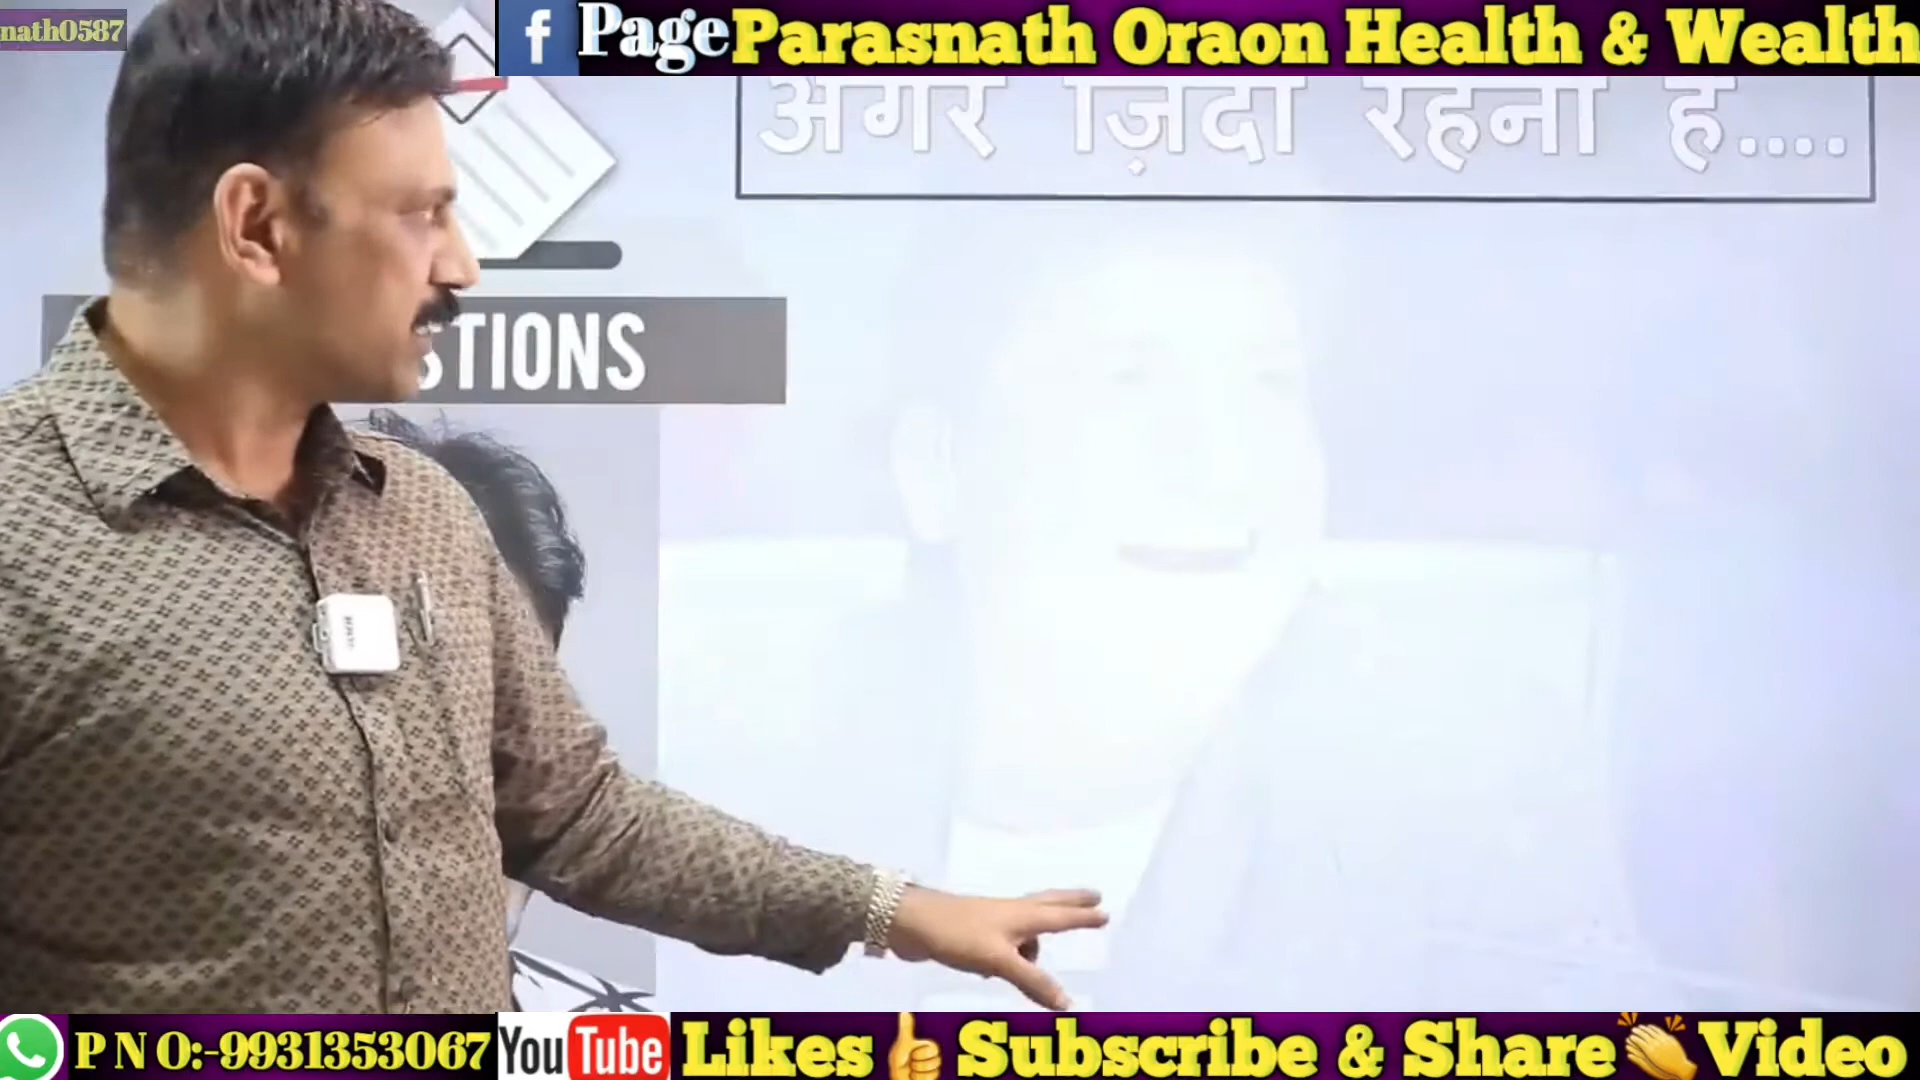 nath0587
f Page Parasnath Oraon Health & Wealth
अगर ज़िंदा रहना है....
STIONS
P N O:-9931353067 YouTube Likes Subscribe & Share Video